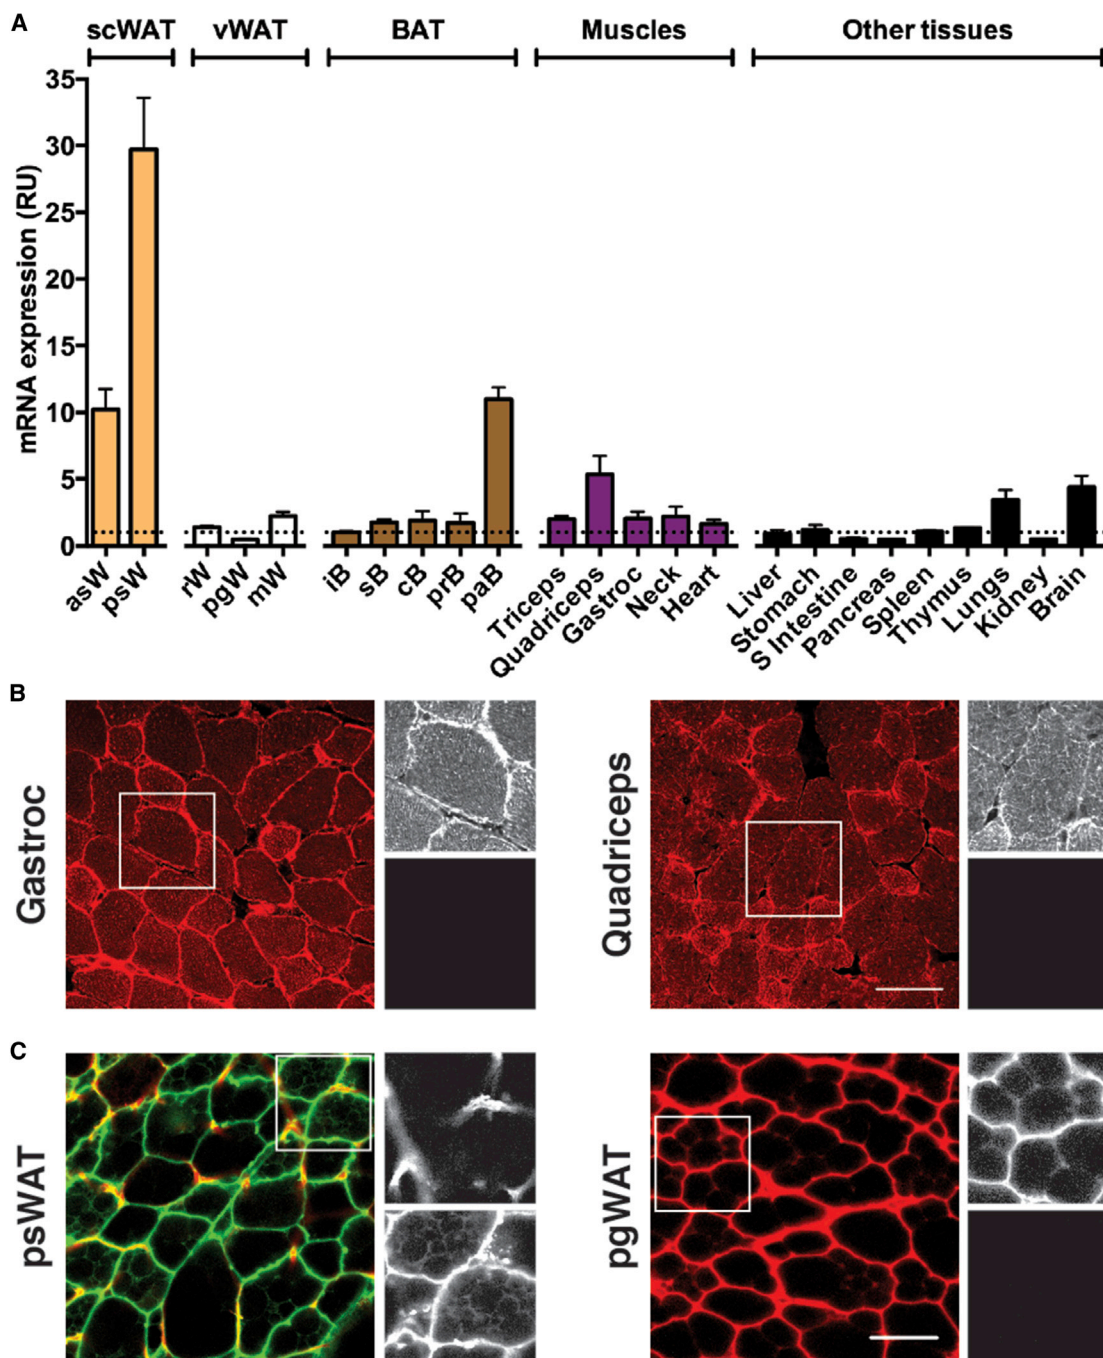 A
scWAT vWAT BAT Muscles Other tissues
mRNA expression (RU)
35
30
25
20
15
10
5
0
asW psW rW pgW mW iB sB cB prB paB Triceps Quadriceps Gastroc Neck Heart Liver Stomach S Intestine Pancreas Spleen Thymus Lungs Kidney Brain
B
Gastroc
Quadriceps
C
psWAT
pgWAT